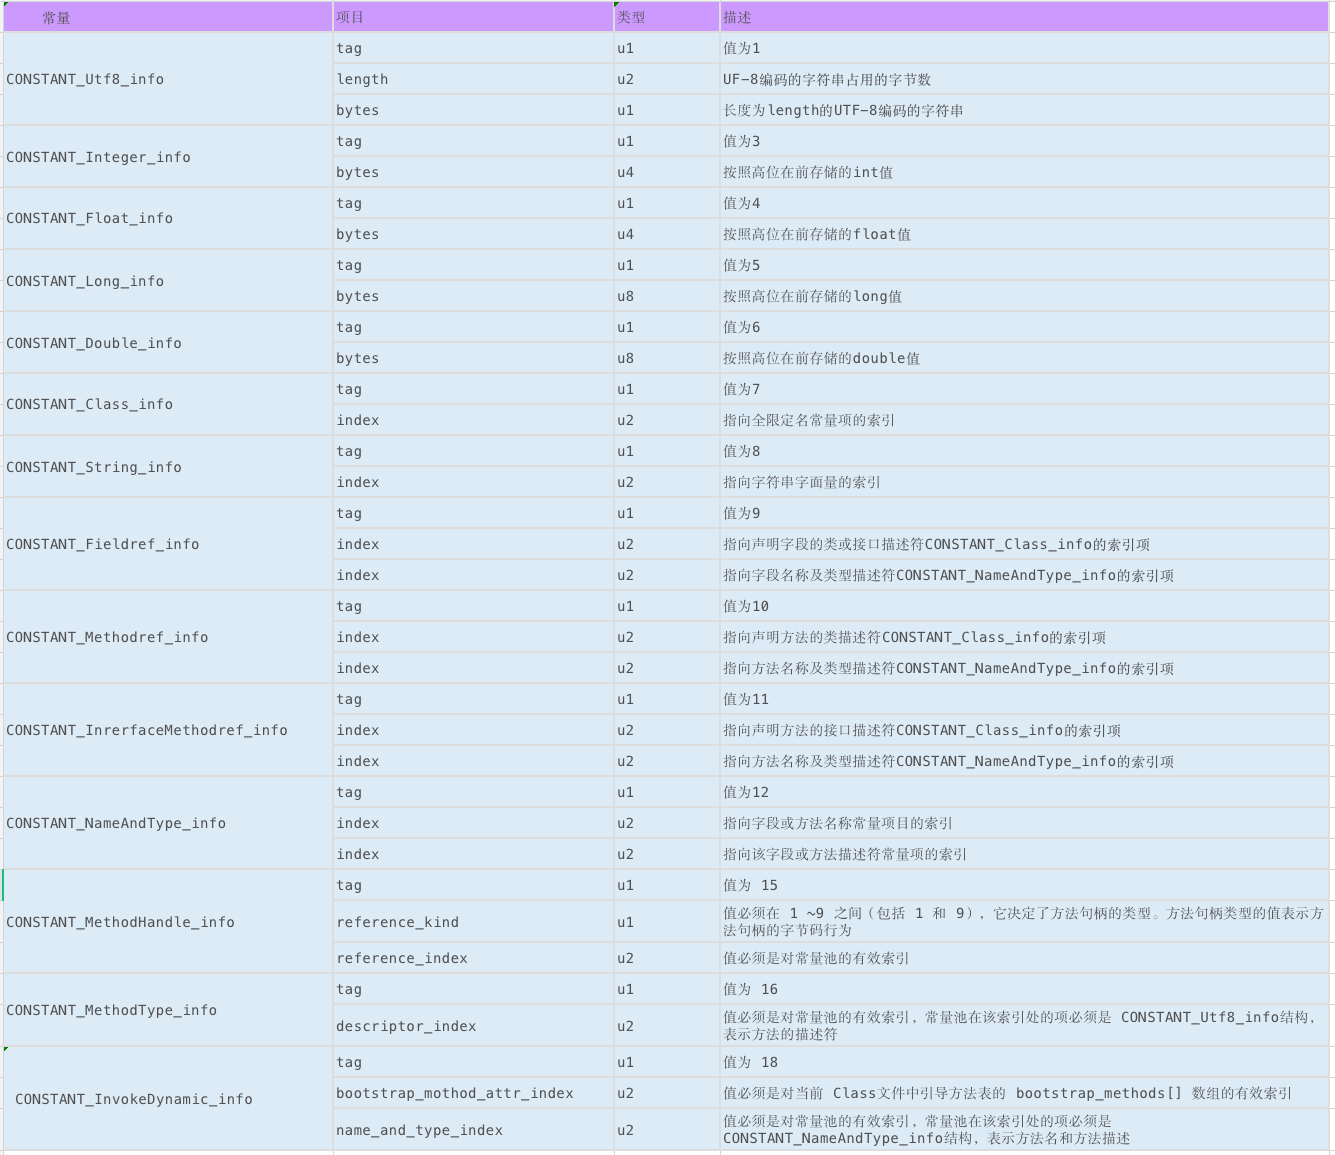 常量 项目 类型 描述
CONSTANT_Utf8_info tag u1 值为1
length u2 UF-8编码的字符串占用的字节数
bytes u1 长度为length的UTF-8编码的字符串
CONSTANT_Integer_info tag u1 值为3
bytes u4 按照高位在前存储的int值
CONSTANT_Float_info tag u1 值为4
bytes u4 按照高位在前存储的float值
CONSTANT_Long_info tag u1 值为5
bytes u8 按照高位在前存储的long值
CONSTANT_Double_info tag u1 值为6
bytes u8 按照高位在前存储的double值
CONSTANT_Class_info tag u1 值为7
index u2 指向全限定名常量项的索引
CONSTANT_String_info tag u1 值为8
index u2 指向字符串字面量的索引
CONSTANT_Fieldref_info tag u1 值为9
index u2 指向声明字段的类或接口描述符CONSTANT_Class_info的索引项
index u2 指向字段名称及类型描述符CONSTANT_NameAndType_info的索引项
CONSTANT_Methodref_info tag u1 值为10
index u2 指向声明方法的类描述符CONSTANT_Class_info的索引项
index u2 指向方法名称及类型描述符CONSTANT_NameAndType_info的索引项
CONSTANT_InrerfaceMethodref_info tag u1 值为11
index u2 指向声明方法的接口描述符CONSTANT_Class_info的索引项
index u2 指向方法名称及类型描述符CONSTANT_NameAndType_info的索引项
CONSTANT_NameAndType_info tag u1 值为12
index u2 指向字段或方法名称常量项目的索引
index u2 指向该字段或方法描述符常量项的索引
CONSTANT_MethodHandle_info tag u1 值为 15
reference_kind u1 值必须在 1 ~9 之间（包括 1 和 9），它决定了方法句柄的类型。方法句柄类型的值表示方
法句柄的字节码行为
reference_index u2 值必须是对常量池的有效索引
CONSTANT_MethodType_info tag u1 值为 16
descriptor_index u2 值必须是对常量池的有效索引，常量池在该索引处的项必须是 CONSTANT_Utf8_info结构，
表示方法的描述符
CONSTANT_InvokeDynamic_info tag u1 值为 18
bootstrap_mothod_attr_index u2 值必须是对当前 Class文件中引导方法表的 bootstrap_methods[] 数组的有效索引
name_and_type_index u2 值必须是对常量池的有效索引，常量池在该索引处的项必须是
CONSTANT_NameAndType_info结构，表示方法名和方法描述